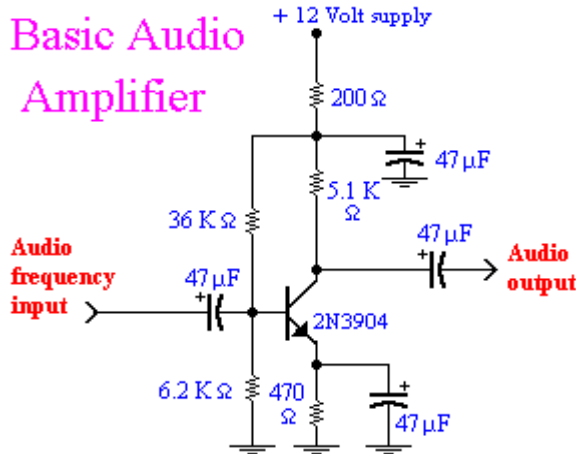 Basic Audio
Amplifier
+ 12 Volt supply
200 Ω
+
47 µF
5.1 K
Ω
36 K Ω
Audio
frequency
input
47 µF
+
47 µF
+
Audio
output
2N3904
6.2 K Ω
470
Ω
+
47 µF